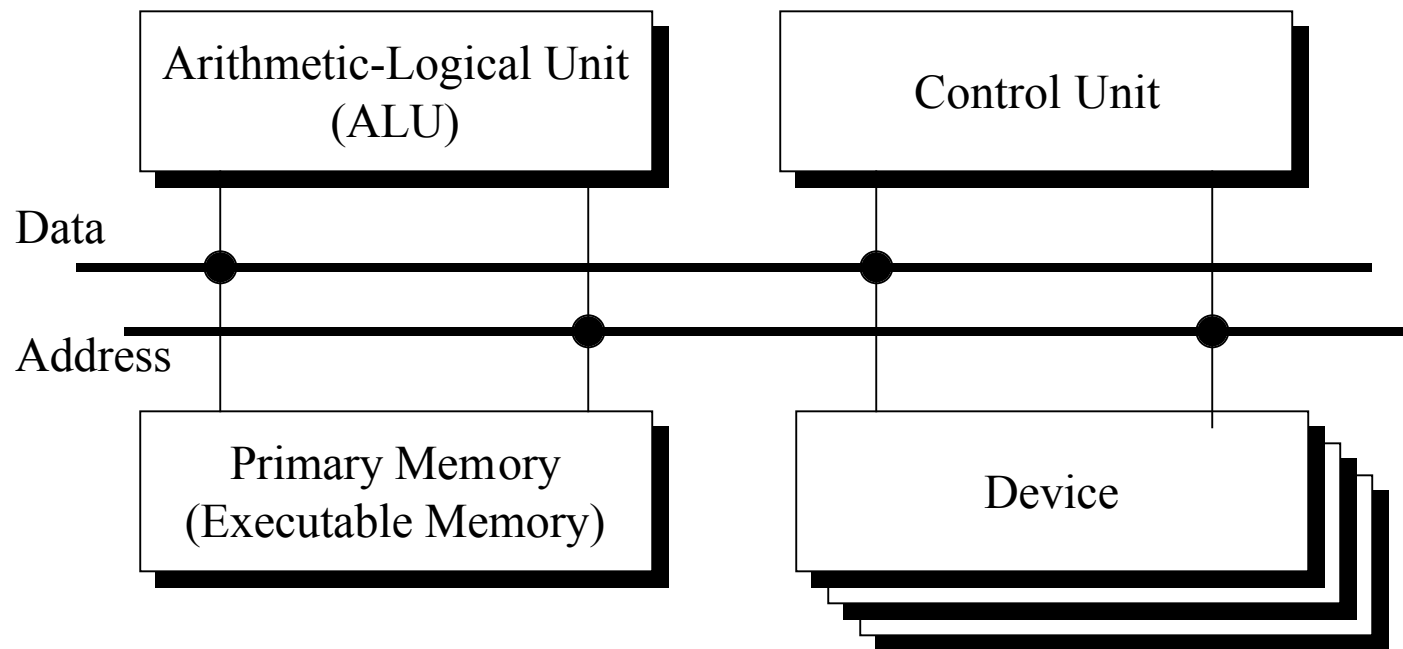 Arithmetic-Logical Unit
(ALU)
Control Unit
Data
Address
Primary Memory
(Executable Memory)
Device